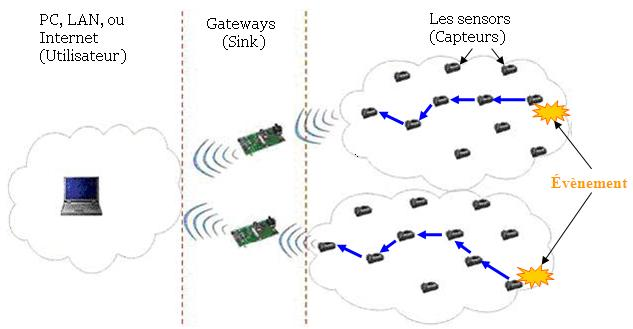 PC, LAN, ou
Internet
(Utilisateur)
Gateways
(Sink)
Les sensors
(Capteurs)
Évènement